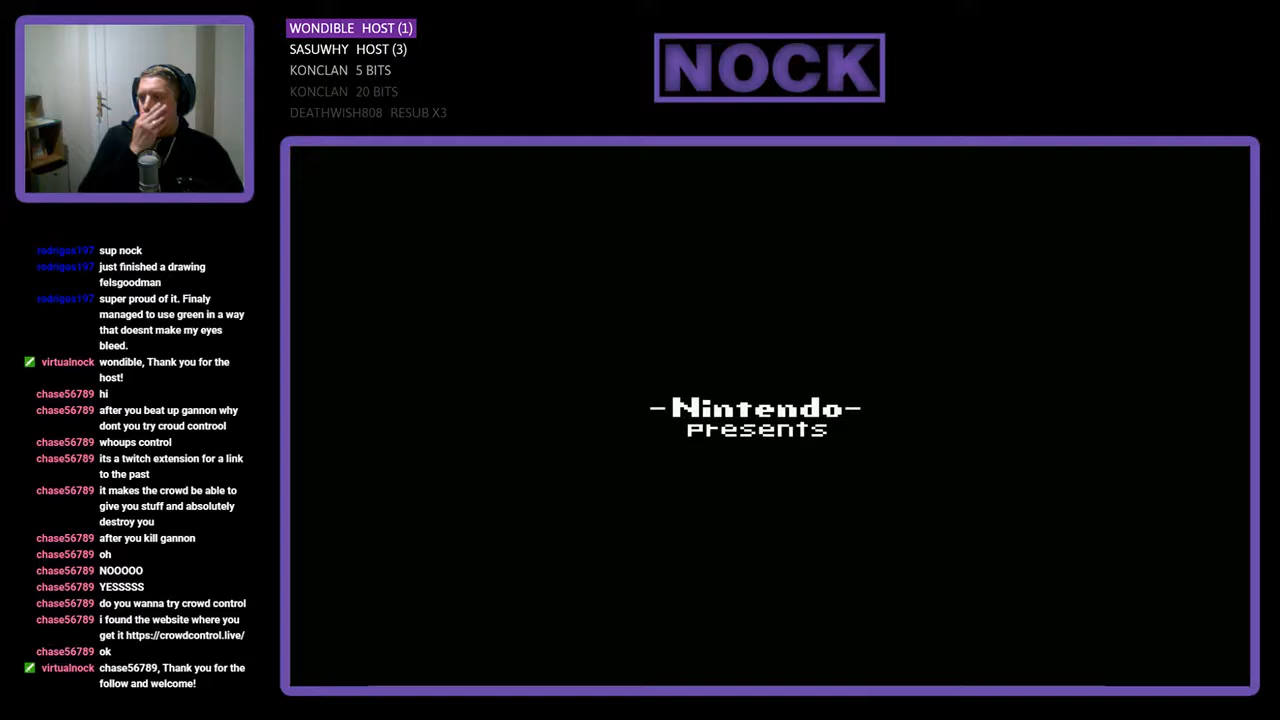 WONDIBLE HOST (1)
SASUWHY HOST (3)
KONCLAN 5 BITS
KONCLAN 20 BITS
DEATHWISH808 RESUB X3
NOCK
rodrigos197 sup nock
rodrigos197 just finished a drawing
felsgoodman
rodrigos197 super proud of it. Finaly
managed to use green in a way
that doesnt make my eyes
bleed.
virtualnock wondible, Thank you for the
host!
chase56789 hi
chase56789 after you beat up gannon why
dont you try croud controol
chase56789 whoups control
chase56789 its a twitch extension for a link
to the past
chase56789 it makes the crowd be able to
give you stuff and absolutely
destroy you
chase56789 after you kill gannon
chase56789 oh
chase56789 NOOOOO
chase56789 YESSSSS
chase56789 do you wanna try crowd control
chase56789 i found the website where you
get it https://crowdcontrol.live/
chase56789 ok
virtualnock chase56789, Thank you for the
follow and welcome!
-Nintendo-
presents